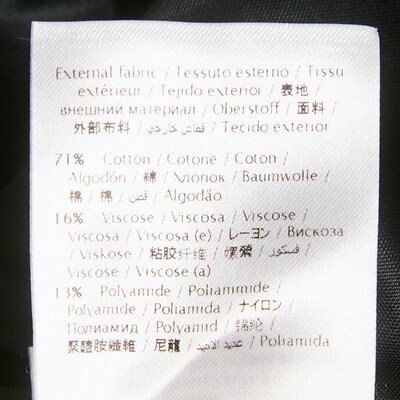 External fabric / Tessuto esterno / Tissu
extérieur / Tejido exterior / 表地 /
внешний материал / Oberstoff / 面料 /
外部布料 / قماش خارجي / Tecido exterior
71% Cotton / Cotone / Coton /
Algodón / 綿 / Хлопок / Baumwolle /
棉 / 棉 / قطن / Algodão
16% Viscose / Viscosa / Viscose /
Viscosa / Viscosa (e) / レーヨン / Вискоза
/ Viskose / 粘胶纤维 / 嫘縈 / فسكوز /
Viscose / Viscose (a)
13% Polyamide / Poliammide /
Polyamide / Poliamida / ナイロン /
Полиамид / Polyamid / 锦纶 /
聚醯胺纖維 / 尼龍 / عديد الاميد / Poliamida